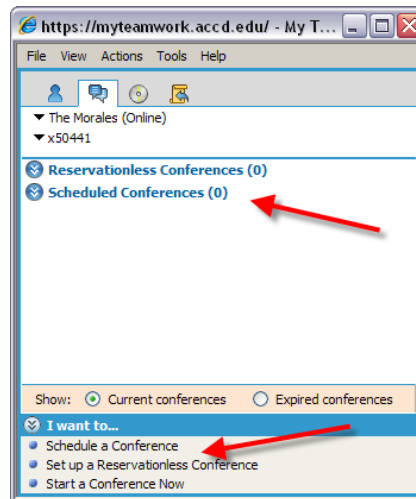 https://myteamwork.accd.edu/ - My T...
File View Actions Tools Help
The Morales (Online)
x50441
Reservationless Conferences (0)
Scheduled Conferences (0)
Show: Current conferences Expired conferences
I want to...
Schedule a Conference
Set up a Reservationless Conference
Start a Conference Now